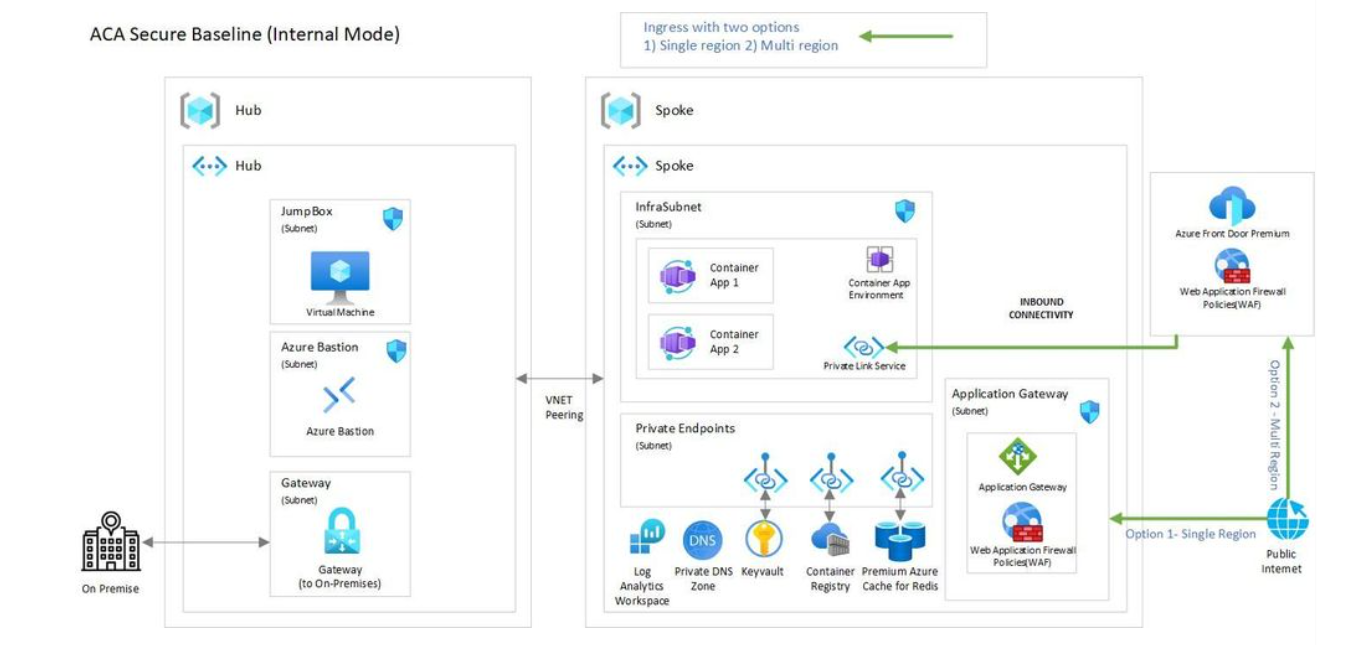 ACA Secure Baseline (Internal Mode)
Ingress with two options
1) Single region 2) Multi region
Hub
Hub
JumpBox
(Subnet)
Virtual Machine
Azure Bastion
(Subnet)
Azure Bastion
Gateway
(Subnet)
Gateway
(to On-Premises)
On Premise
VNET
Peering
Spoke
Spoke
InfraSubnet
(Subnet)
Container
App 1
Container
App 2
Container App
Environment
Private Link Service
INBOUND
CONNECTIVITY
Private Endpoints
(Subnet)
Log
Analytics
Workspace
DNS
Private DNS
Zone
Keyvault
Container
Registry
Premium Azure
Cache for Redis
Application Gateway
(Subnet)
Application Gateway
Web Application Firewall
Policies(WAF)
Azure Front Door Premium
Web Application Firewall
Policies(WAF)
Option 2 - Multi Region
Option 1- Single Region
Public
Internet